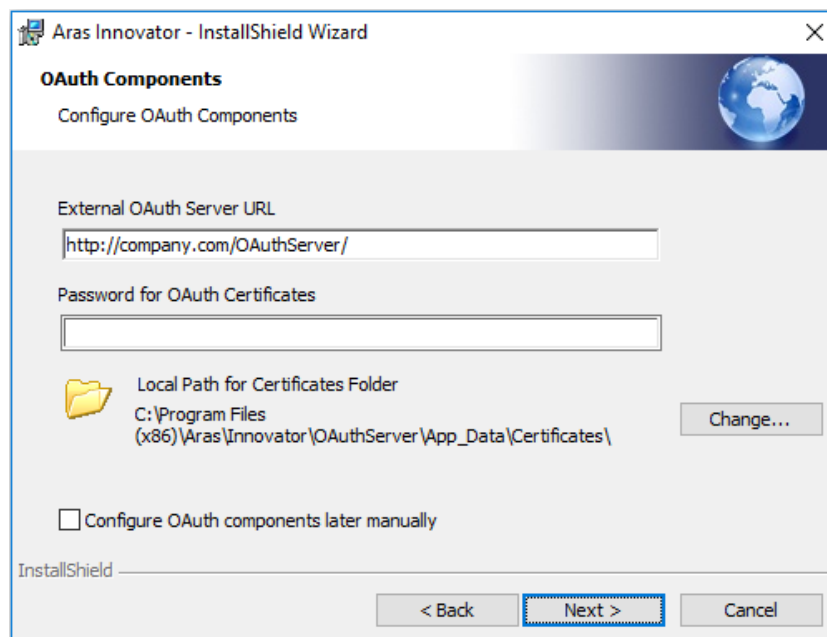 Aras Innovator - InstallShield Wizard
OAuth Components
Configure OAuth Components
External OAuth Server URL
http://company.com/OAuthServer/
Password for OAuth Certificates
Local Path for Certificates Folder
C:\Program Files
(x86)\Aras\Innovator\OAuthServer\App_Data\Certificates\
Change...
Configure OAuth components later manually
InstallShield
< Back
Next >
Cancel